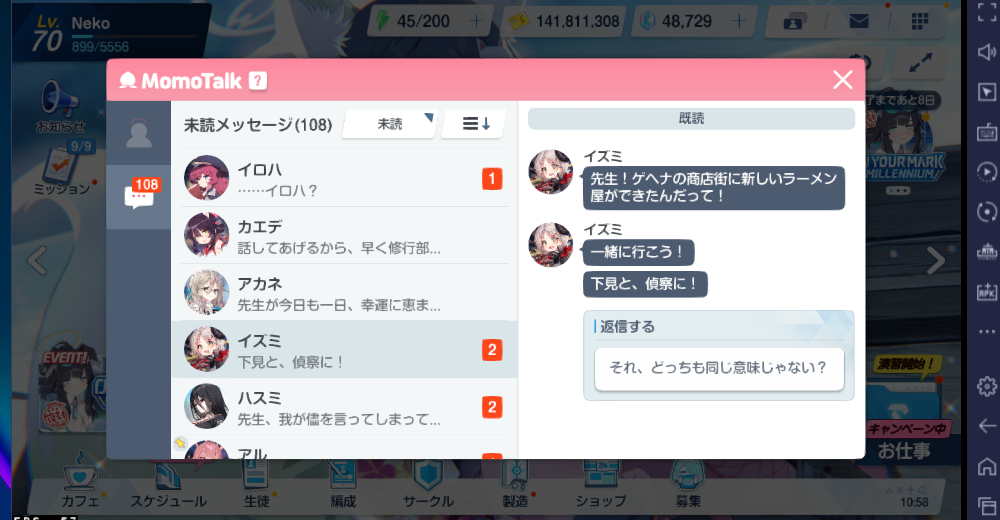 Lv. 70
Neko
899/5556
45/200
141,811,308
48,729
MomoTalk ?
お知らせ
9/9
ミッション
108
未読メッセージ(108)
未読
イロハ
……イロハ？
1
カエデ
話してあげるから、早く修行部...
アカネ
先生が今日も一日、幸運に恵ま...
イズミ
下見と、偵察に！
2
ハスミ
先生、我が儘を言ってしまって...
2
アル
既読
イズミ
先生！ゲヘナの商店街に新しいラーメン
屋ができたんだって！
イズミ
一緒に行こう！
下見と、偵察に！
返信する
それ、どっちも同じ意味じゃない？
了まであと8日
YOUR MARK
MILLENNIUM!
EVENT!
演習開始！
キャンペーン中
お仕事
カフェ
スケジュール
生徒
編成
サークル
製造
ショップ
募集
10:58
APK